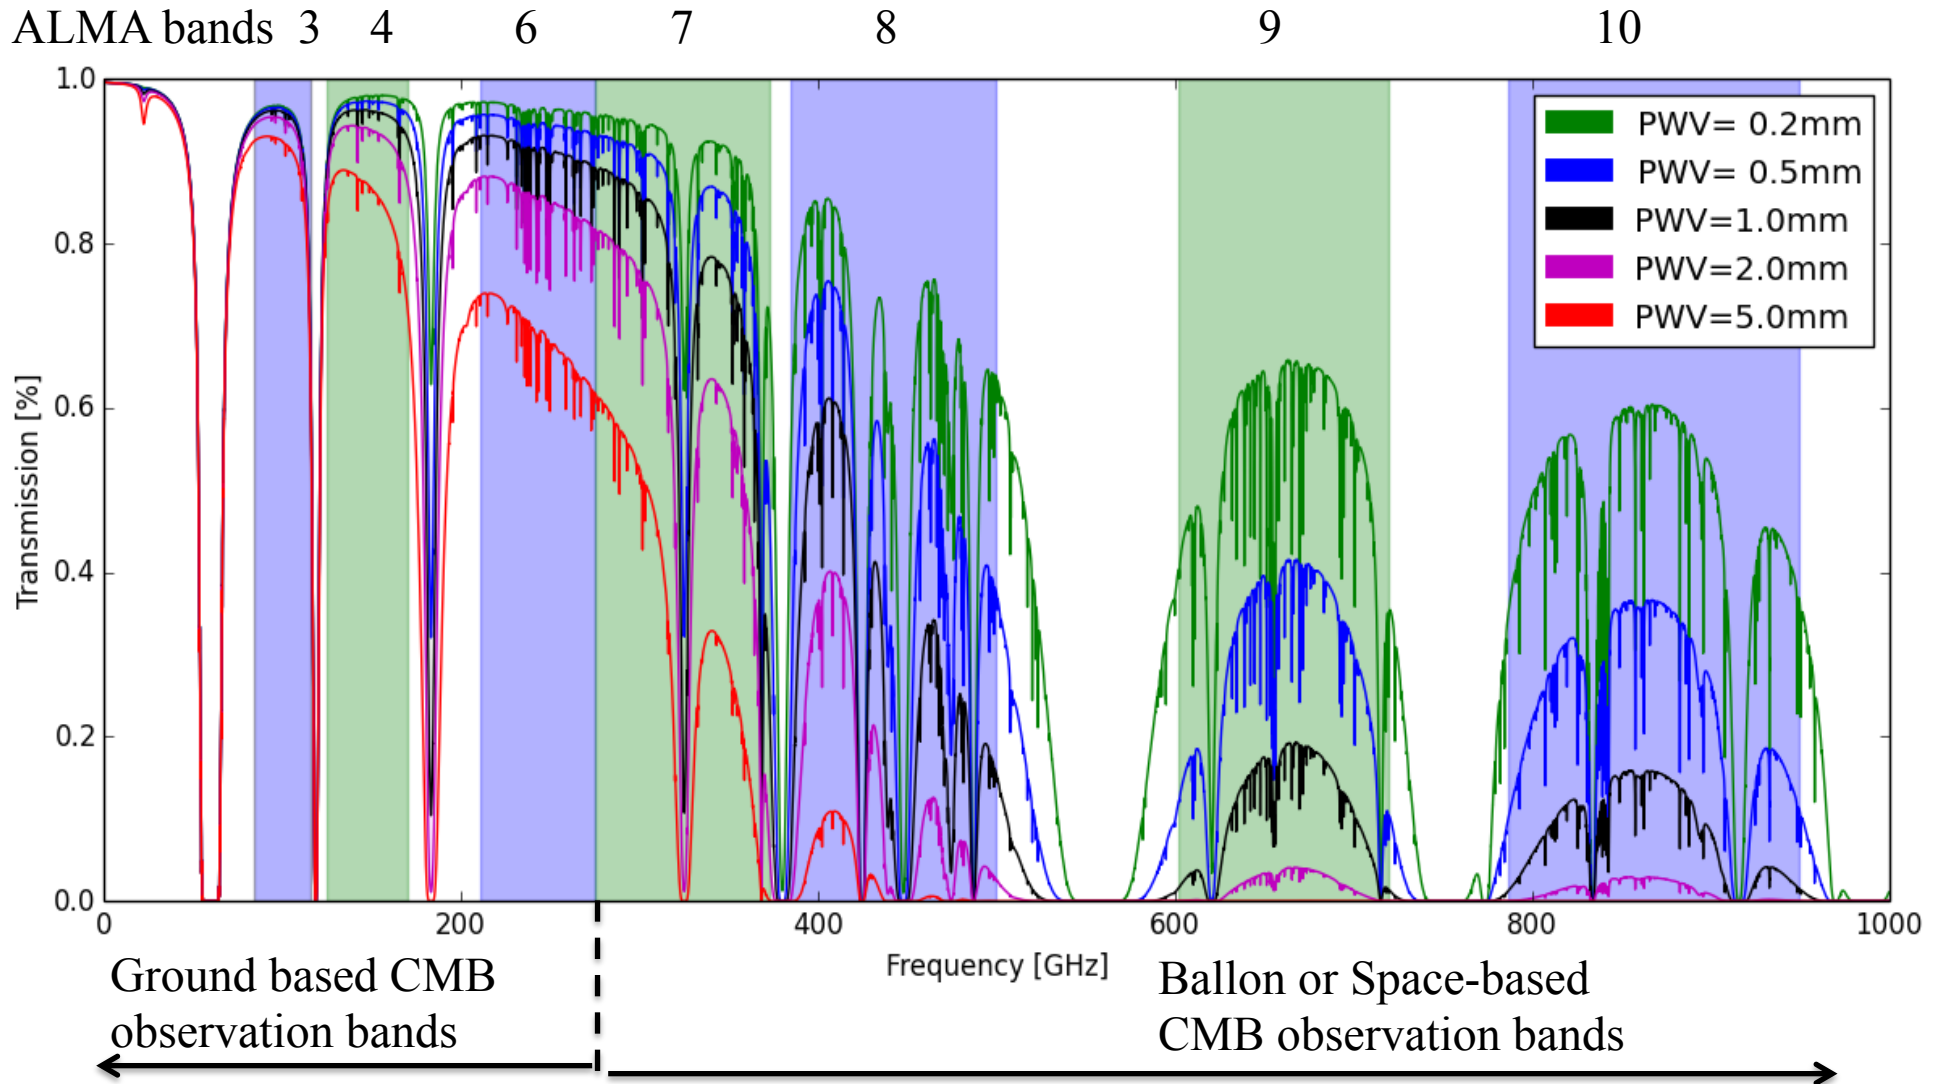 ALMA bands 3 4 6 7 8 9 10
1.0
0.8
0.6
0.4
0.2
0.0
Transmission [%]
PWV= 0.2mm
PWV= 0.5mm
PWV=1.0mm
PWV=2.0mm
PWV=5.0mm
0 200 400 600 800 1000
Frequency [GHz]
Ground based CMB
observation bands
Ballon or Space-based
CMB observation bands